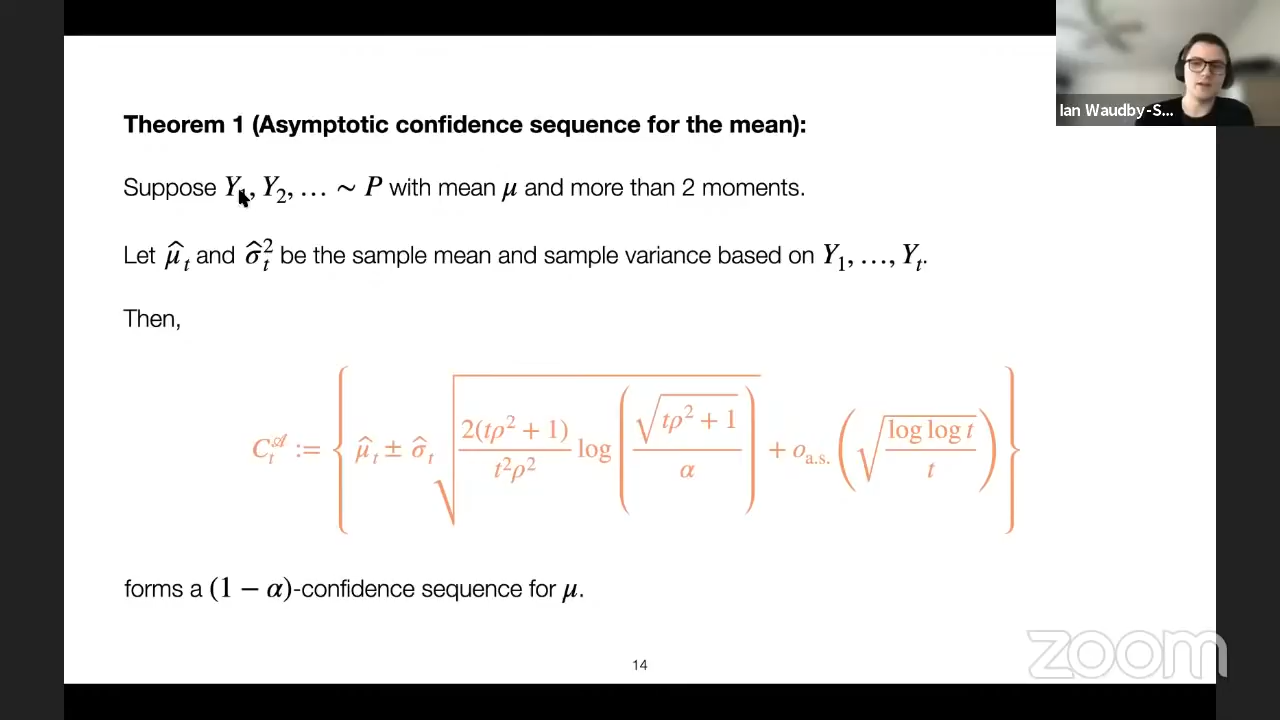 Ian Waudby-S...
Theorem 1 (Asymptotic confidence sequence for the mean):
Suppose Y₁, Y₂, … ∼ P with mean μ and more than 2 moments.
Let μ̂ₜ and σ̂ₜ² be the sample mean and sample variance based on Y₁, …, Yₜ.
Then,
Cₜ^𝒜 := { μ̂ₜ ± σ̂ₜ √( 2(tρ² + 1) / t²ρ² log( √(tρ² + 1) / α ) ) + o_a.s.( √( log log t / t ) ) }
forms a (1 − α)-confidence sequence for μ.
14
zoom